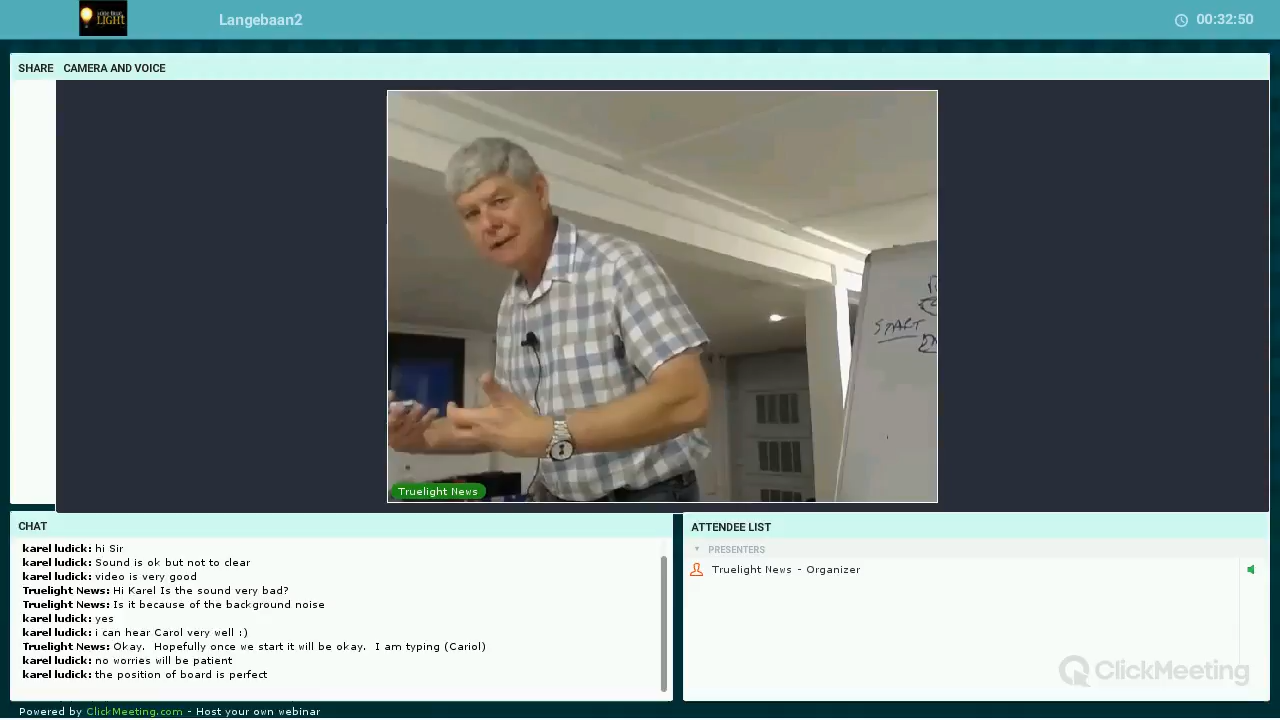 LIGHT
Langebaan2
00:32:50
SHARE
CAMERA AND VOICE
START
Truelight News
CHAT
karel ludick: hi Sir
karel ludick: Sound is ok but not to clear
karel ludick: video is very good
Truelight News: Hi Karel Is the sound very bad?
Truelight News: Is it because of the background noise
karel ludick: yes
karel ludick: i can hear Carol very well :)
Truelight News: Okay.  Hopefully once we start it will be okay.  I am typing (Cariol)
karel ludick: no worries will be patient
karel ludick: the position of board is perfect
ATTENDEE LIST
PRESENTERS
Truelight News - Organizer
ClickMeeting
Powered by ClickMeeting.com - Host your own webinar